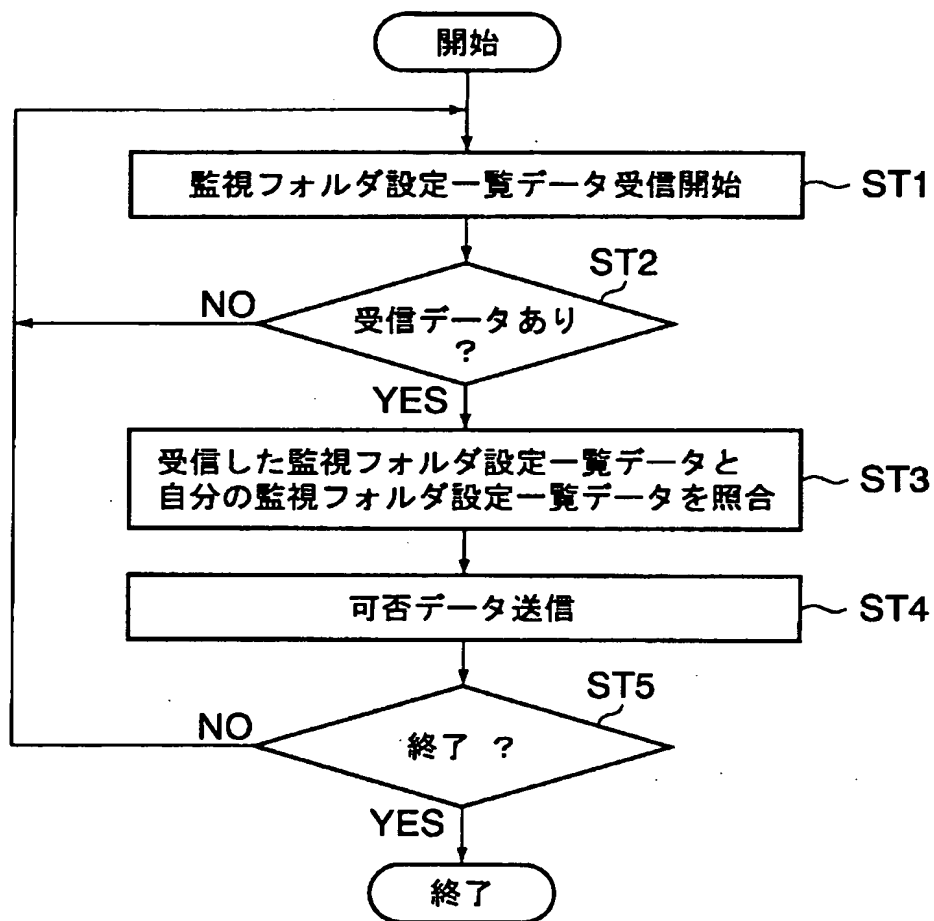 開始
監視フォルダ設定一覧データ受信開始
ST1
ST2
NO
受信データあり
?
YES
受信した監視フォルダ設定一覧データと
自分の監視フォルダ設定一覧データを照合
ST3
可否データ送信
ST4
ST5
NO
終了 ?
YES
終了